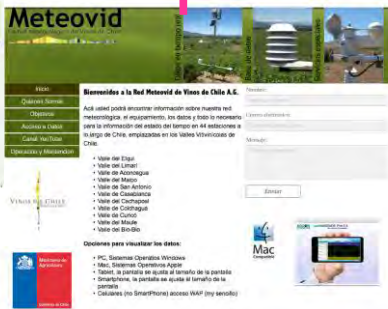 Meteovid
Inicio
Quienes Somos
Objetivos
Acceso a Datos
Canal YouTube
Operación y Mantención
Bienvenidos a la Red Meteovid de Vinos de Chile A.G.
Acá usted podrá encontrar información sobre nuestra red
meteorológica, el equipamiento, los datos y todo lo necesario
para la información del estado del tiempo en 44 estaciones a
lo largo de Chile, emplazadas en los Valles Vitivinícolas de
Chile.
• Valle del Elqui
• Valle del Limarí
• Valle de Aconcagua
• Valle del Maipo
• Valle de San Antonio
• Valle de Casablanca
• Valle del Cachapoal
• Valle de Colchagua
• Valle de Curicó
• Valle del Maule
• Valle del Bío-Bío
Opciones para visualizar los datos:
• PC, Sistemas Operativos Windows
• Mac, Sistemas Operativos Apple
• Tablet, la pantalla se ajusta al tamaño de la pantalla
• Smartphone, la pantalla se ajusta al tamaño de la
pantalla
• Celulares (no SmartPhone) acceso WAP (muy sencillo)
Nombre:
Correo electrónico:
Mensaje:
Enviar
VINOS DE CHILE
Ministerio de
Agricultura
Gobierno de Chile
Mac